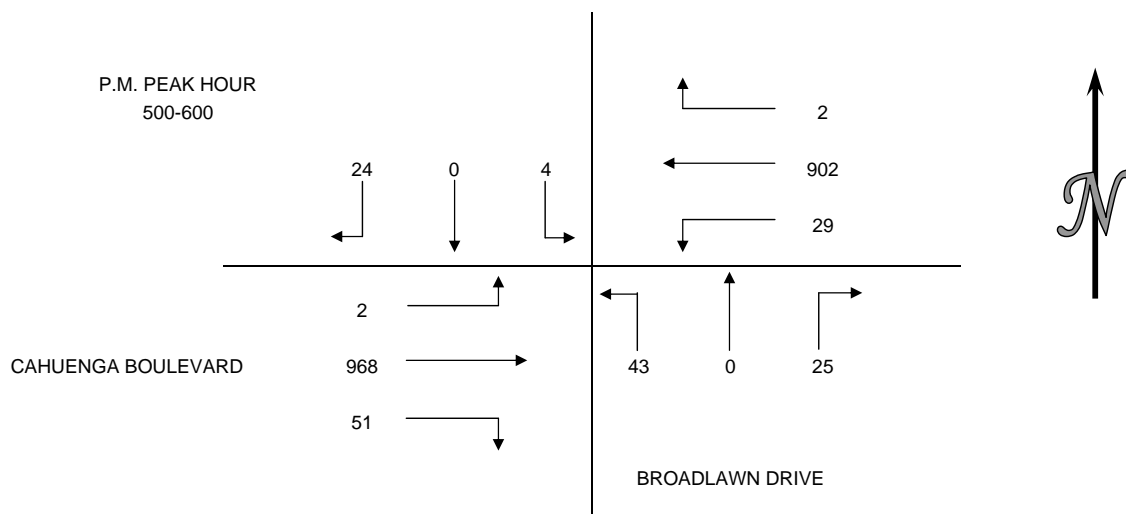 P.M. PEAK HOUR
500-600
2
24 0 4
902
29
2
CAHUENGA BOULEVARD 968
43 0 25
51
BROADLAWN DRIVE
N